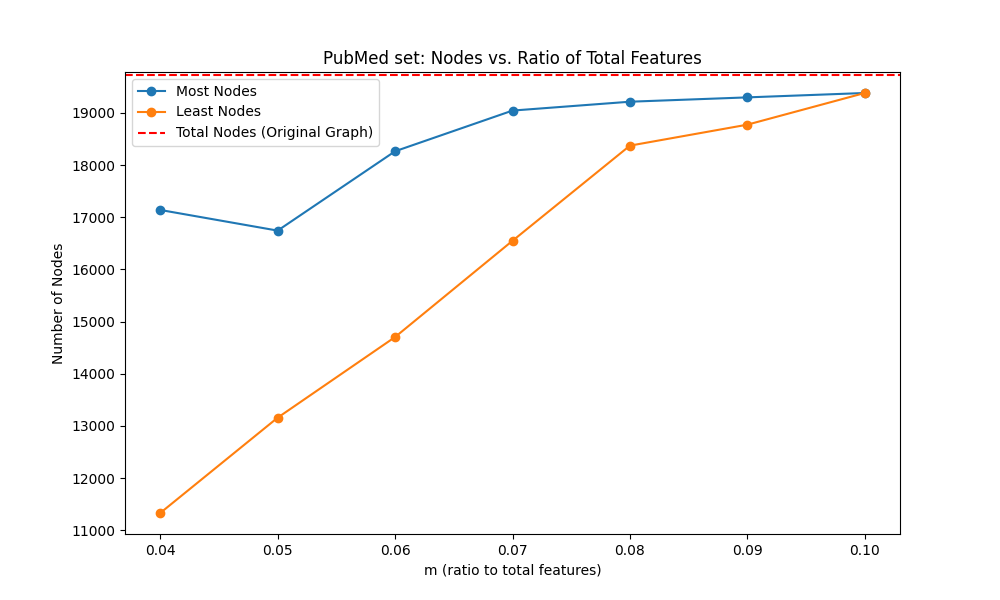 PubMed set: Nodes vs. Ratio of Total Features
Most Nodes
Least Nodes
Total Nodes (Original Graph)
Number of Nodes
19000
18000
17000
16000
15000
14000
13000
12000
11000
0.04 0.05 0.06 0.07 0.08 0.09 0.10
m (ratio to total features)